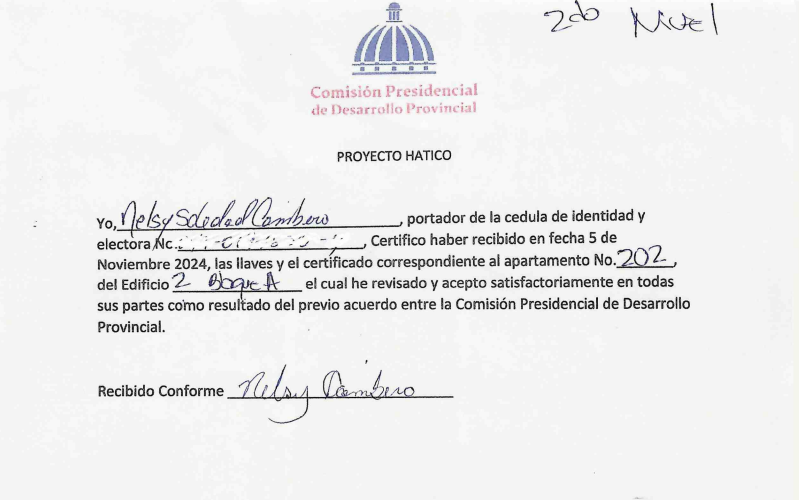 2do Nivel
Comisión Presidencial
de Desarrollo Provincial
PROYECTO HATICO
Yo, Nelsy Soledad Cambero, portador de la cedula de identidad y
electora Nc. , Certifico haber recibido en fecha 5 de
Noviembre 2024, las llaves y el certificado correspondiente al apartamento No. 202,
del Edificio 2 Bloque A el cual he revisado y acepto satisfactoriamente en todas
sus partes como resultado del previo acuerdo entre la Comisión Presidencial de Desarrollo
Provincial.
Recibido Conforme Nelsy Cambero